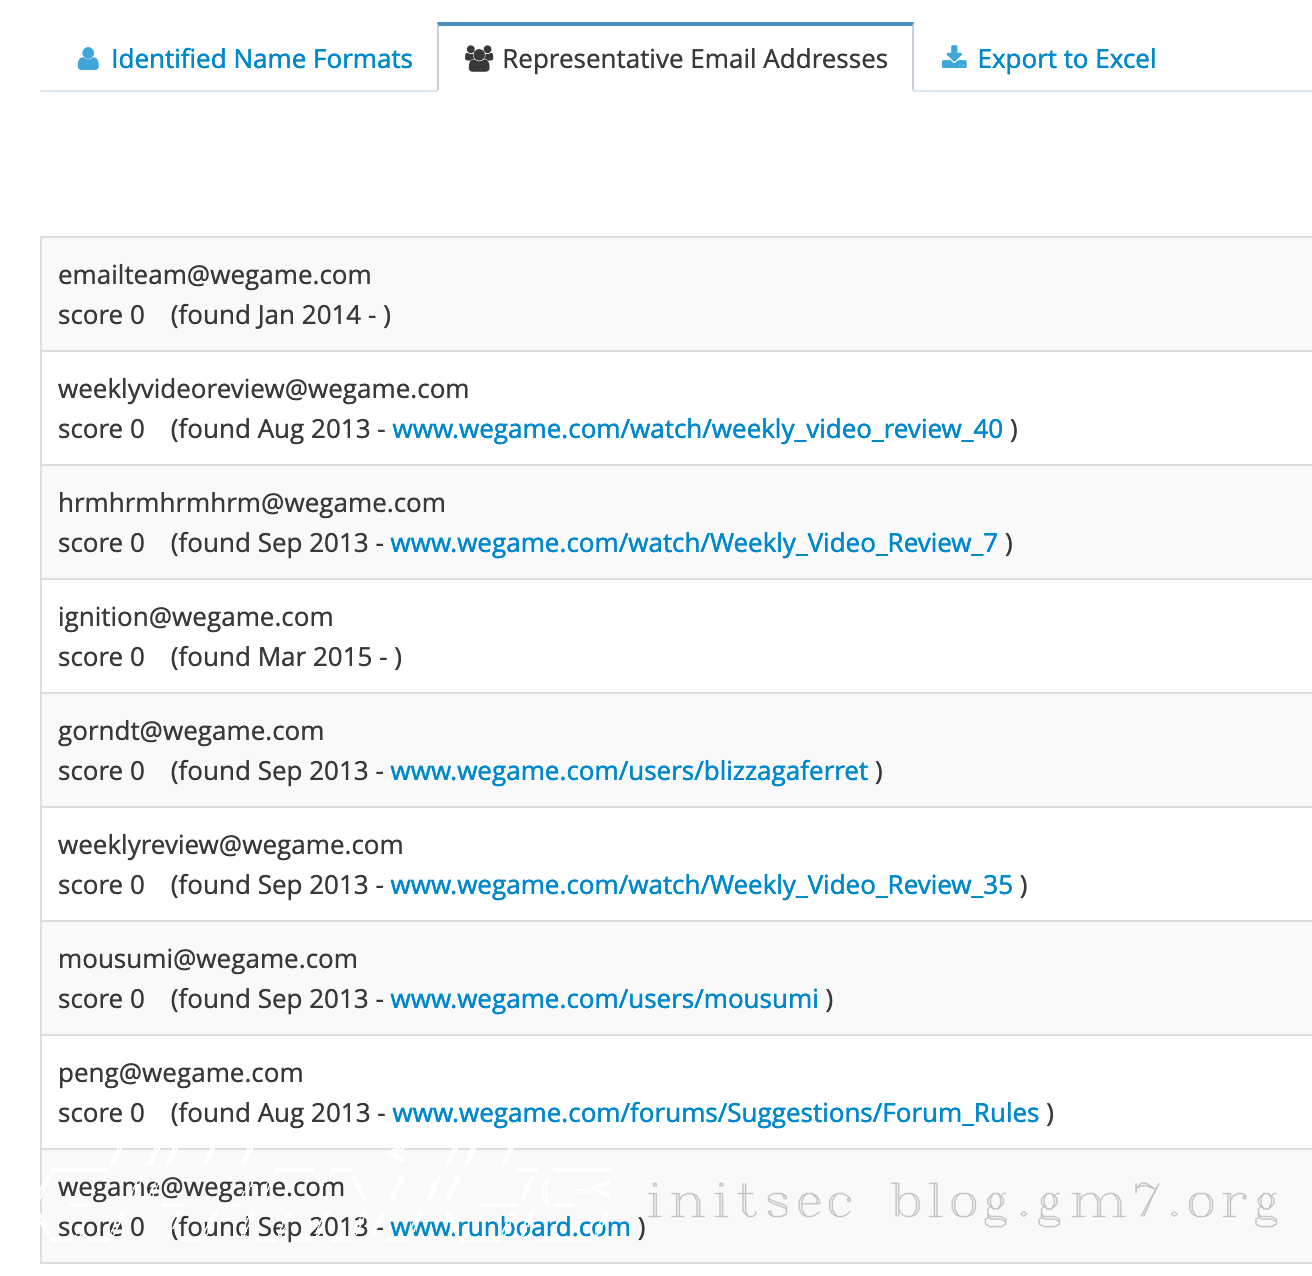 Identified Name Formats Representative Email Addresses Export to Excel
emailteam@wegame.com
score 0 (found Jan 2014 - )
weeklyvideoreview@wegame.com
score 0 (found Aug 2013 - www.wegame.com/watch/weekly_video_review_40 )
hrmhrmhrmhrm@wegame.com
score 0 (found Sep 2013 - www.wegame.com/watch/Weekly_Video_Review_7 )
ignition@wegame.com
score 0 (found Mar 2015 - )
gorndt@wegame.com
score 0 (found Sep 2013 - www.wegame.com/users/blizzagaferret )
weeklyreview@wegame.com
score 0 (found Sep 2013 - www.wegame.com/watch/Weekly_Video_Review_35 )
mousumi@wegame.com
score 0 (found Sep 2013 - www.wegame.com/users/mousumi )
peng@wegame.com
score 0 (found Aug 2013 - www.wegame.com/forums/Suggestions/Forum_Rules )
wegame@wegame.com
score 0 (found Sep 2013 - www.runboard.com )
initsec blog.gm7.org